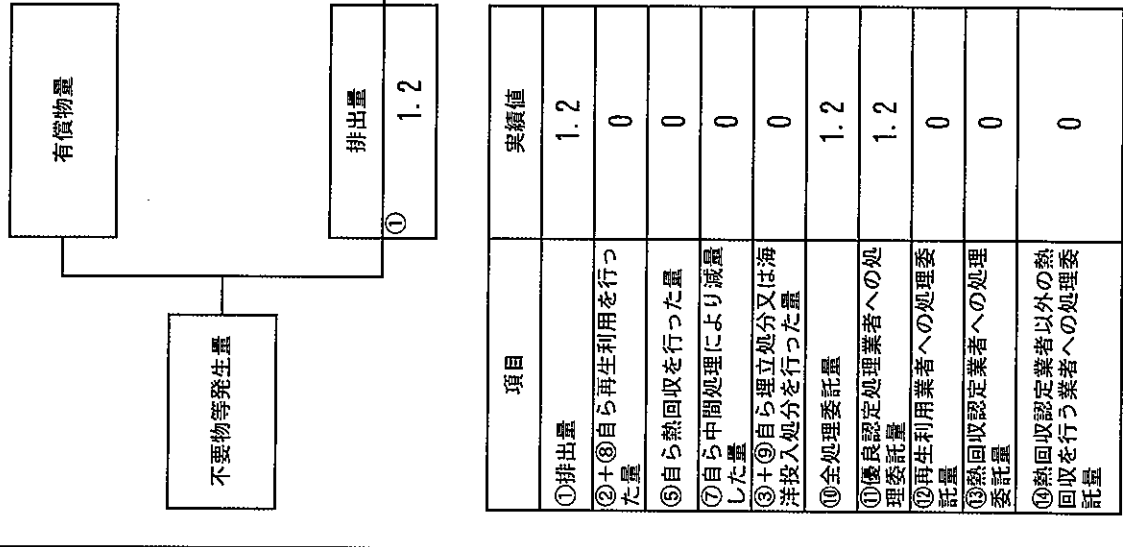 有償物量
不要物等発生量
排出量
① 1.2
項目 実績値
①排出量 1.2
②+⑧自ら再生利用を行っ
た量 0
⑤自ら熱回収を行った量 0
⑦自ら中間処理により減量
した量 0
③+⑨自ら埋立処分又は海
洋投入処分を行った量 0
⑩全処理委託量 1.2
⑪優良認定処理業者への処
理委託量 1.2
⑫再生利用業者への処理委
託量 0
⑬熱回収認定業者への処理
委託量 0
⑭熱回収認定業者以外の熱
回収を行う業者への処理委
託量 0